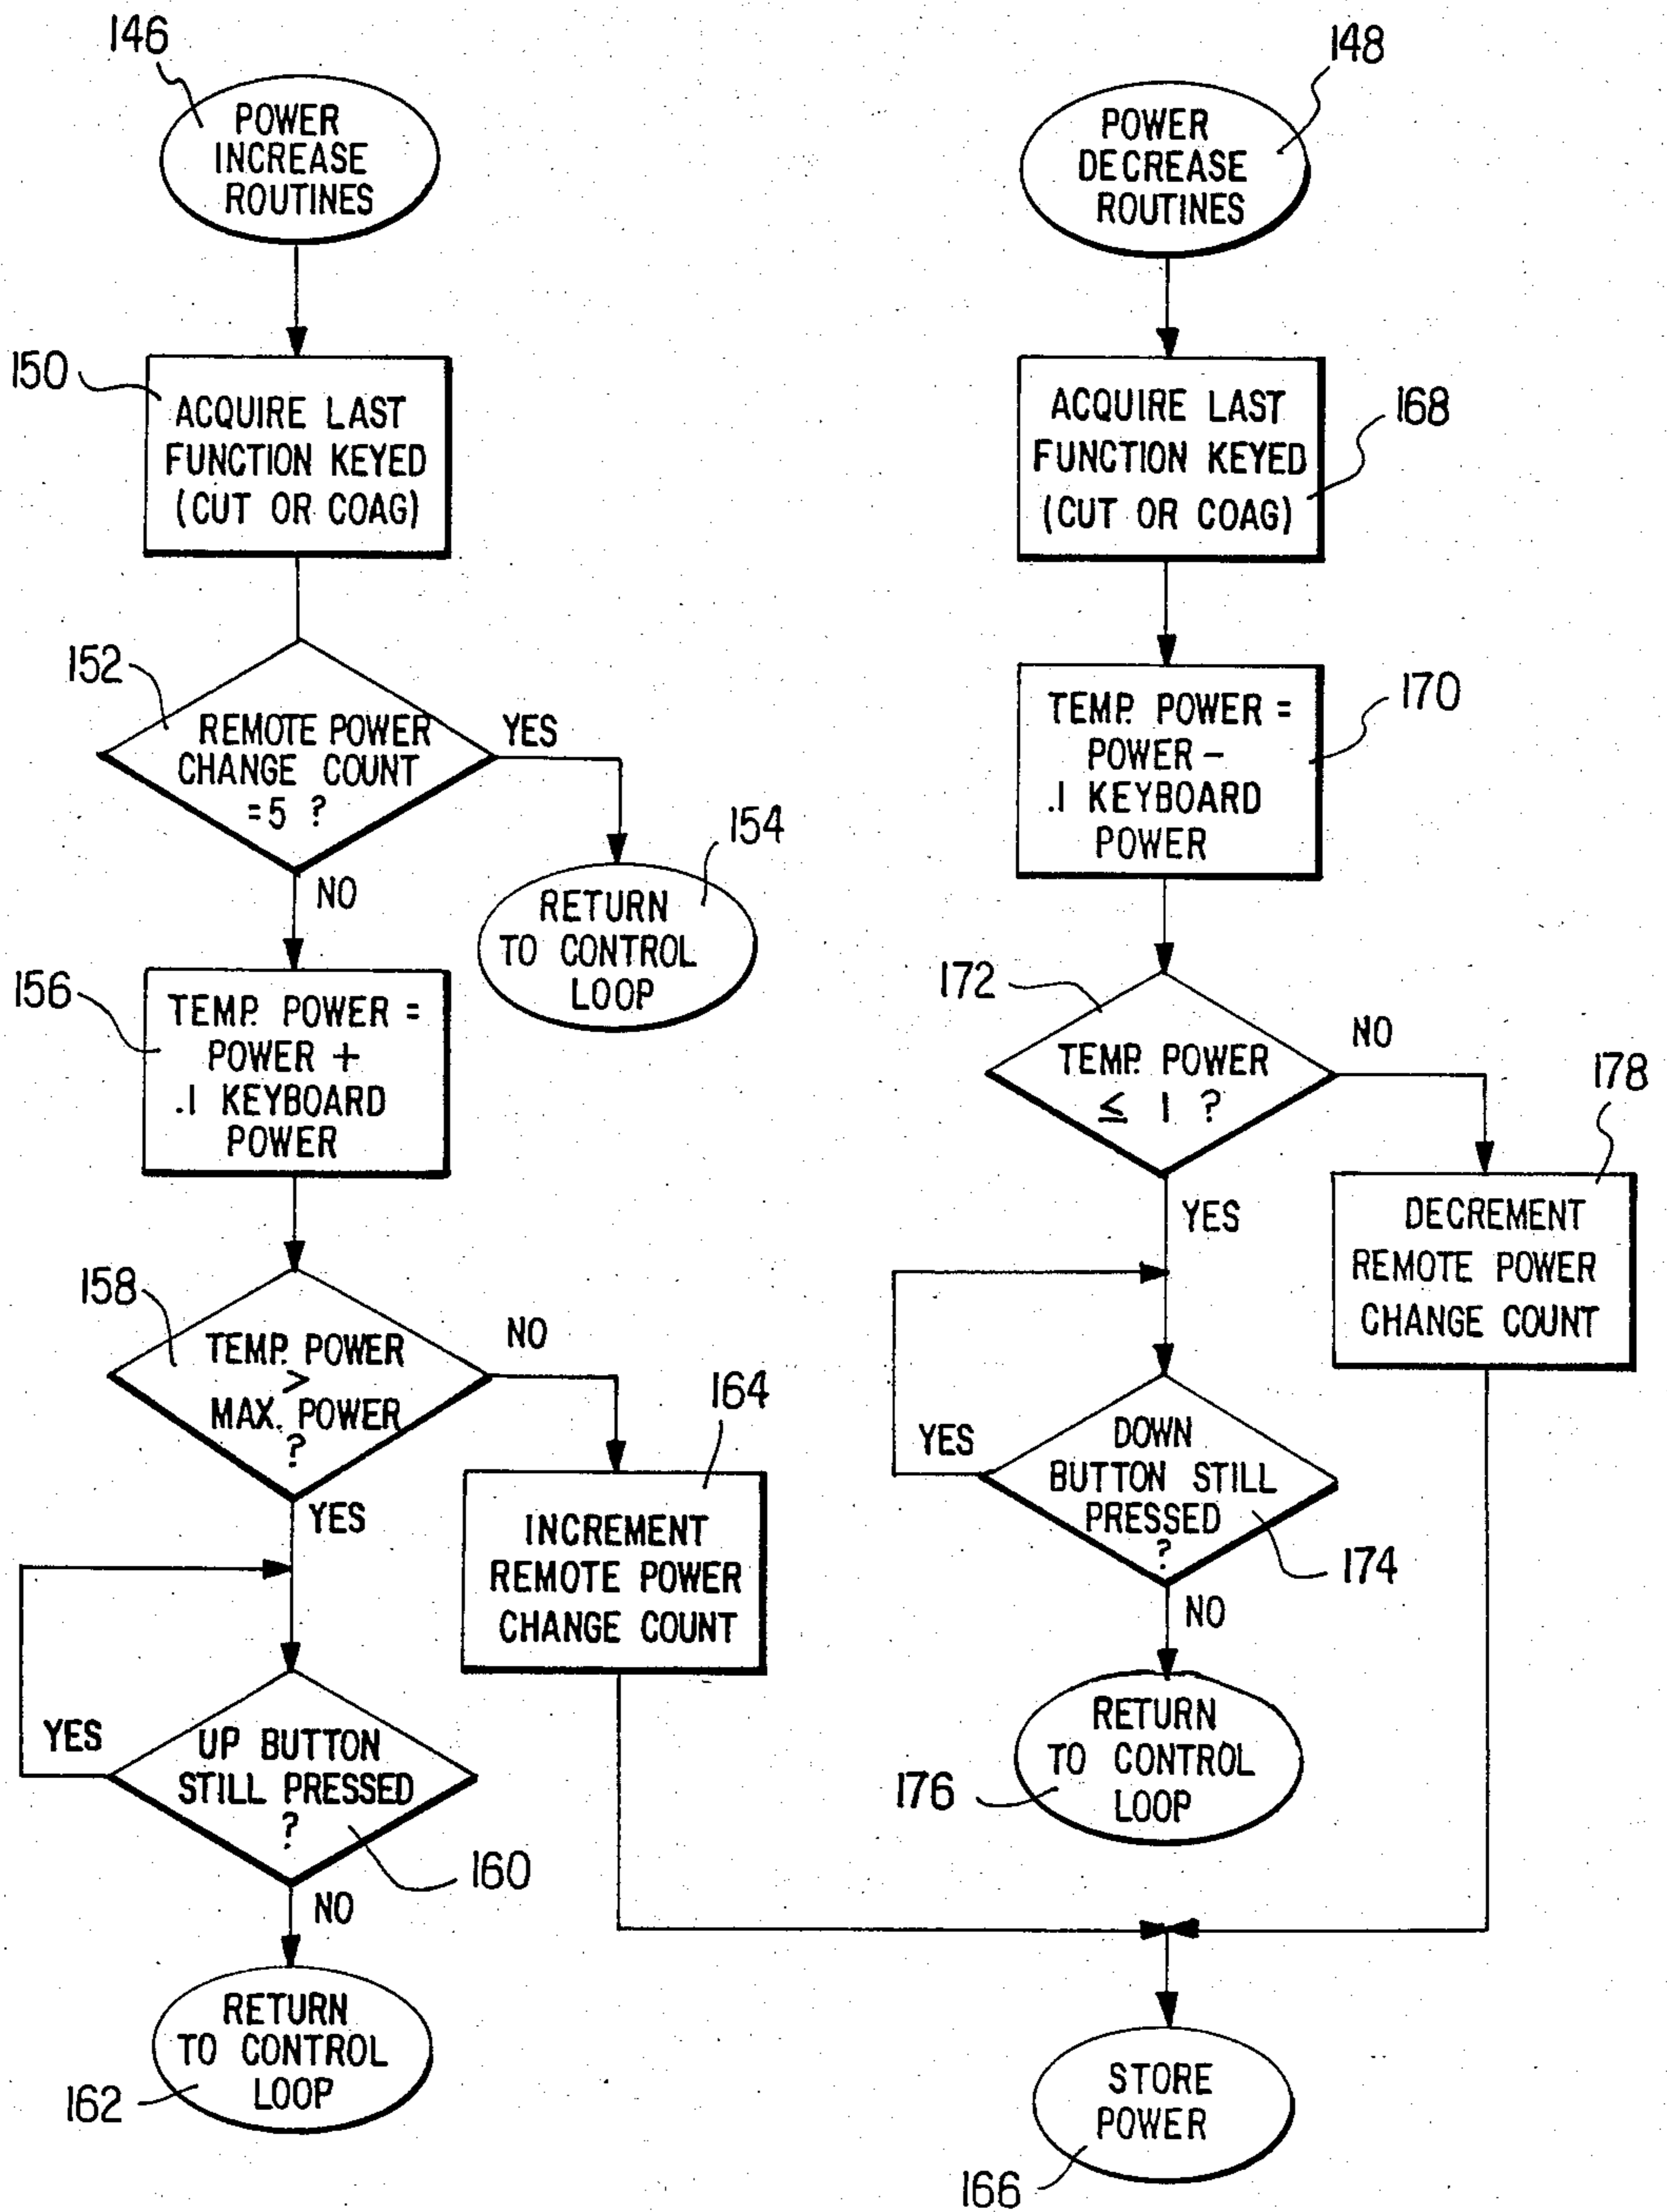 146
POWER
INCREASE
ROUTINES
150
ACQUIRE LAST
FUNCTION KEYED
(CUT OR COAG)
152
REMOTE POWER
CHANGE COUNT
=5 ?
YES
NO
154
RETURN
TO CONTROL
LOOP
156
TEMP. POWER =
POWER +
.1 KEYBOARD
POWER
158
TEMP. POWER
>
MAX. POWER
?
NO
YES
164
INCREMENT
REMOTE POWER
CHANGE COUNT
YES
UP BUTTON
STILL PRESSED
?
160
NO
RETURN
TO CONTROL
LOOP
162
148
POWER
DECREASE
ROUTINES
ACQUIRE LAST
FUNCTION KEYED
(CUT OR COAG)
168
TEMP. POWER =
POWER –
.1 KEYBOARD
POWER
170
172
TEMP. POWER
≤ 1 ?
NO
YES
178
DECREMENT
REMOTE POWER
CHANGE COUNT
YES
DOWN
BUTTON STILL
PRESSED
?
174
NO
RETURN
TO CONTROL
LOOP
176
STORE
POWER
166